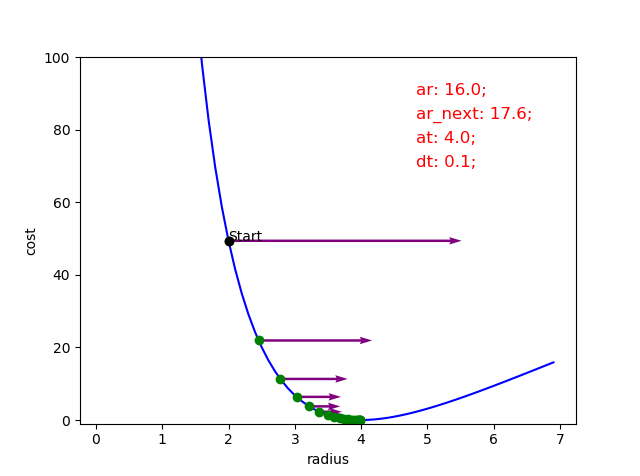 100
80
60
40
20
0
cost
ar: 16.0;
ar_next: 17.6;
at: 4.0;
dt: 0.1;
Start
0 1 2 3 4 5 6 7
radius